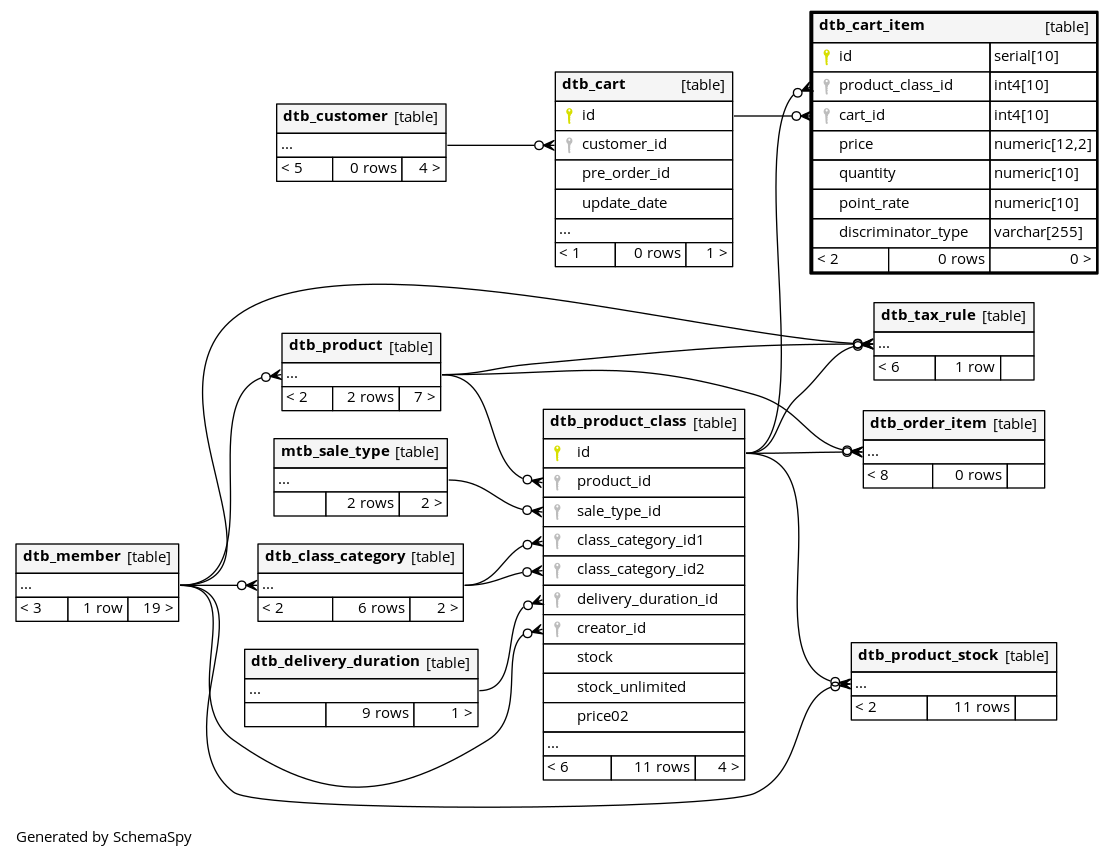 dtb_cart_item [table]
id serial[10]
product_class_id int4[10]
cart_id int4[10]
price numeric[12,2]
quantity numeric[10]
point_rate numeric[10]
discriminator_type varchar[255]
< 2 0 rows 0 >
dtb_cart [table]
id
customer_id
pre_order_id
update_date
...
< 1 0 rows 1 >
dtb_customer [table]
...
< 5 0 rows 4 >
dtb_tax_rule [table]
...
< 6 1 row
dtb_product [table]
...
< 2 2 rows 7 >
dtb_order_item [table]
...
< 8 0 rows
dtb_product_class [table]
id
product_id
sale_type_id
class_category_id1
class_category_id2
delivery_duration_id
creator_id
stock
stock_unlimited
price02
...
< 6 11 rows 4 >
mtb_sale_type [table]
...
2 rows 2 >
dtb_member [table]
...
< 3 1 row 19 >
dtb_class_category [table]
...
< 2 6 rows 2 >
dtb_delivery_duration [table]
...
9 rows 1 >
dtb_product_stock [table]
...
< 2 11 rows
Generated by SchemaSpy